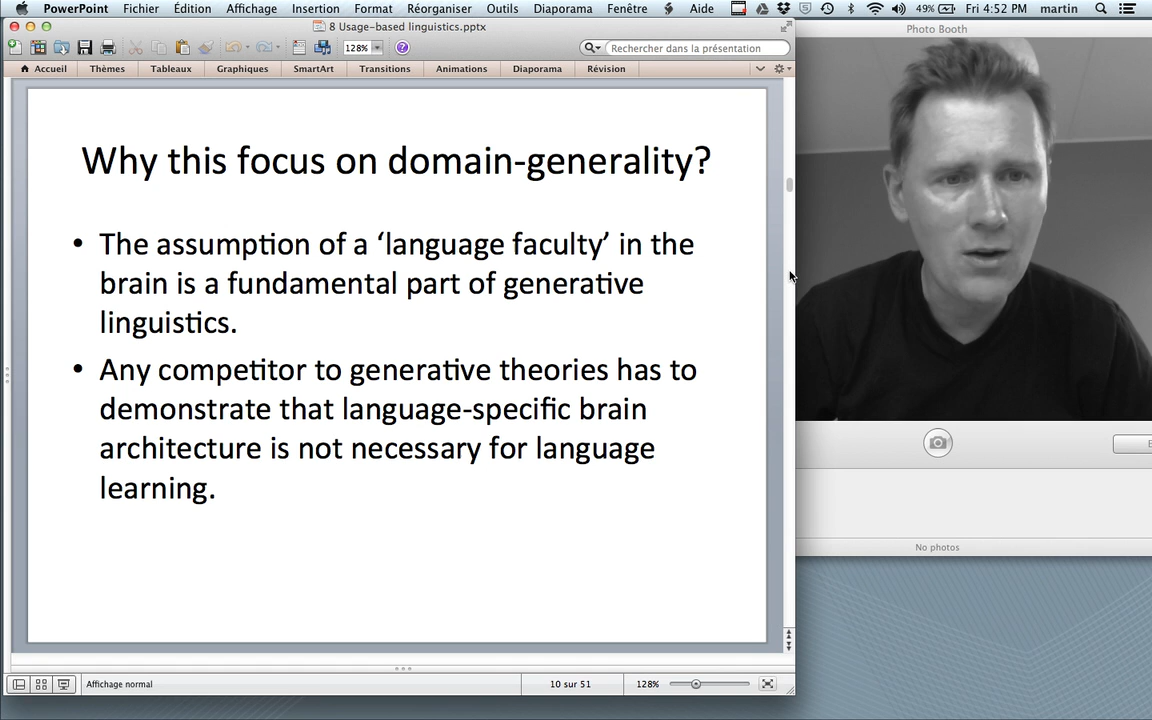 PowerPoint Fichier Édition Affichage Insertion Format Réorganiser Outils Diaporama Fenêtre Aide 49% Fri 4:52 PM martin
8 Usage-based linguistics.pptx
128% Rechercher dans la présentation
Accueil Thèmes Tableaux Graphiques SmartArt Transitions Animations Diaporama Révision
Why this focus on domain-generality?
• The assumption of a ‘language faculty’ in the
brain is a fundamental part of generative
linguistics.
• Any competitor to generative theories has to
demonstrate that language-specific brain
architecture is not necessary for language
learning.
Affichage normal 10 sur 51 128%
Photo Booth
No photos